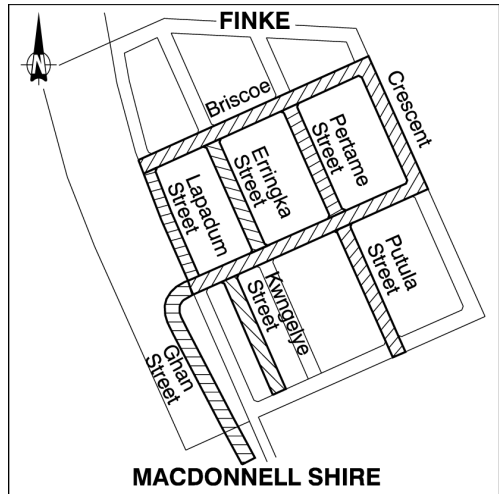 FINKE
N
Briscoe
Crescent
Pertame
Street
Erringka
Street
Lapadum
Street
Putula
Street
Kwngelye
Street
Ghan
Street
MACDONNELL SHIRE